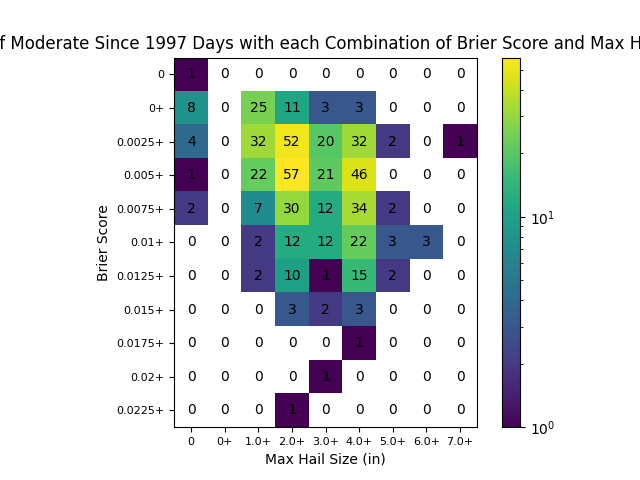 f Moderate Since 1997 Days with each Combination of Brier Score and Max H
0 1 0 0 0 0 0 0 0 0
0+ 8 0 25 11 3 3 0 0 0
0.0025+ 4 0 32 52 20 32 2 0 1
0.005+ 1 0 22 57 21 46 0 0 0
0.0075+ 2 0 7 30 12 34 2 0 0
0.01+ 0 0 2 12 12 22 3 3 0
0.0125+ 0 0 2 10 1 15 2 0 0
0.015+ 0 0 0 3 2 3 0 0 0
0.0175+ 0 0 0 0 0 1 0 0 0
0.02+ 0 0 0 0 1 0 0 0 0
0.0225+ 0 0 0 1 0 0 0 0 0
0 0+ 1.0+ 2.0+ 3.0+ 4.0+ 5.0+ 6.0+ 7.0+
Max Hail Size (in)
Brier Score
10¹
10⁰